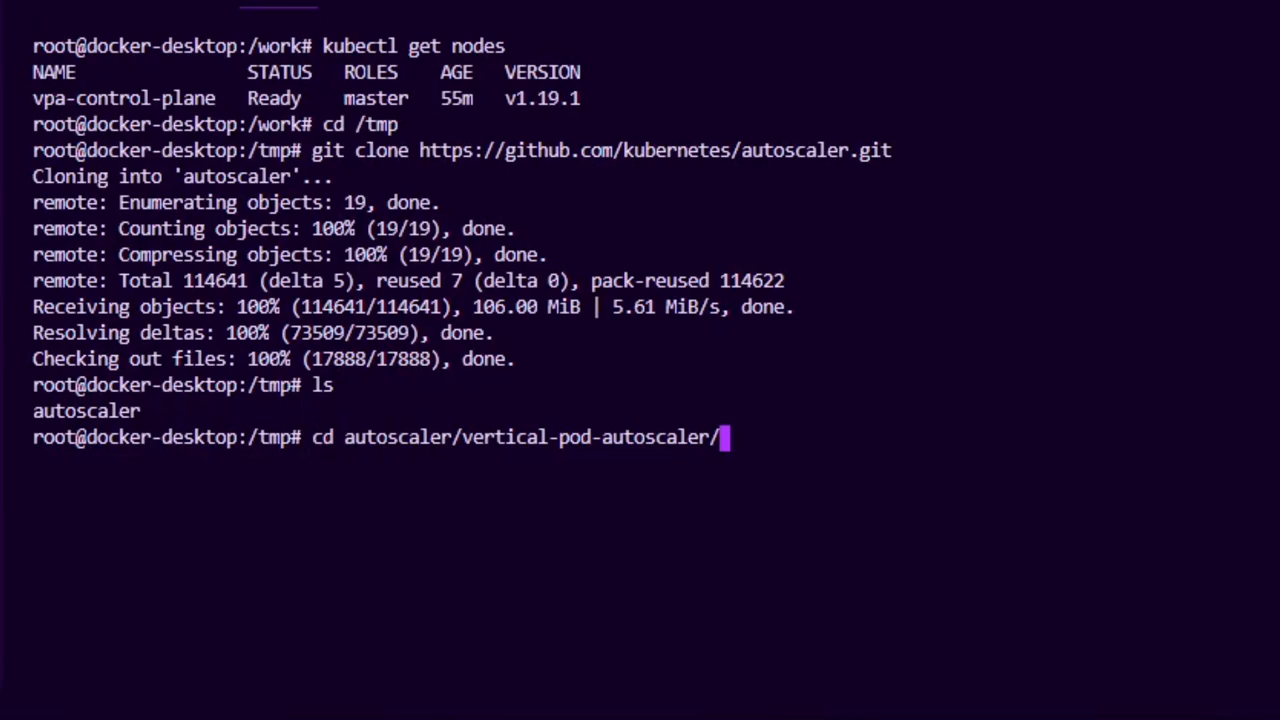 root@docker-desktop:/work# kubectl get nodes
NAME                STATUS   ROLES    AGE   VERSION
vpa-control-plane   Ready    master   55m   v1.19.1
root@docker-desktop:/work# cd /tmp
root@docker-desktop:/tmp# git clone https://github.com/kubernetes/autoscaler.git
Cloning into 'autoscaler'...
remote: Enumerating objects: 19, done.
remote: Counting objects: 100% (19/19), done.
remote: Compressing objects: 100% (19/19), done.
remote: Total 114641 (delta 5), reused 7 (delta 0), pack-reused 114622
Receiving objects: 100% (114641/114641), 106.00 MiB | 5.61 MiB/s, done.
Resolving deltas: 100% (73509/73509), done.
Checking out files: 100% (17888/17888), done.
root@docker-desktop:/tmp# ls
autoscaler
root@docker-desktop:/tmp# cd autoscaler/vertical-pod-autoscaler/